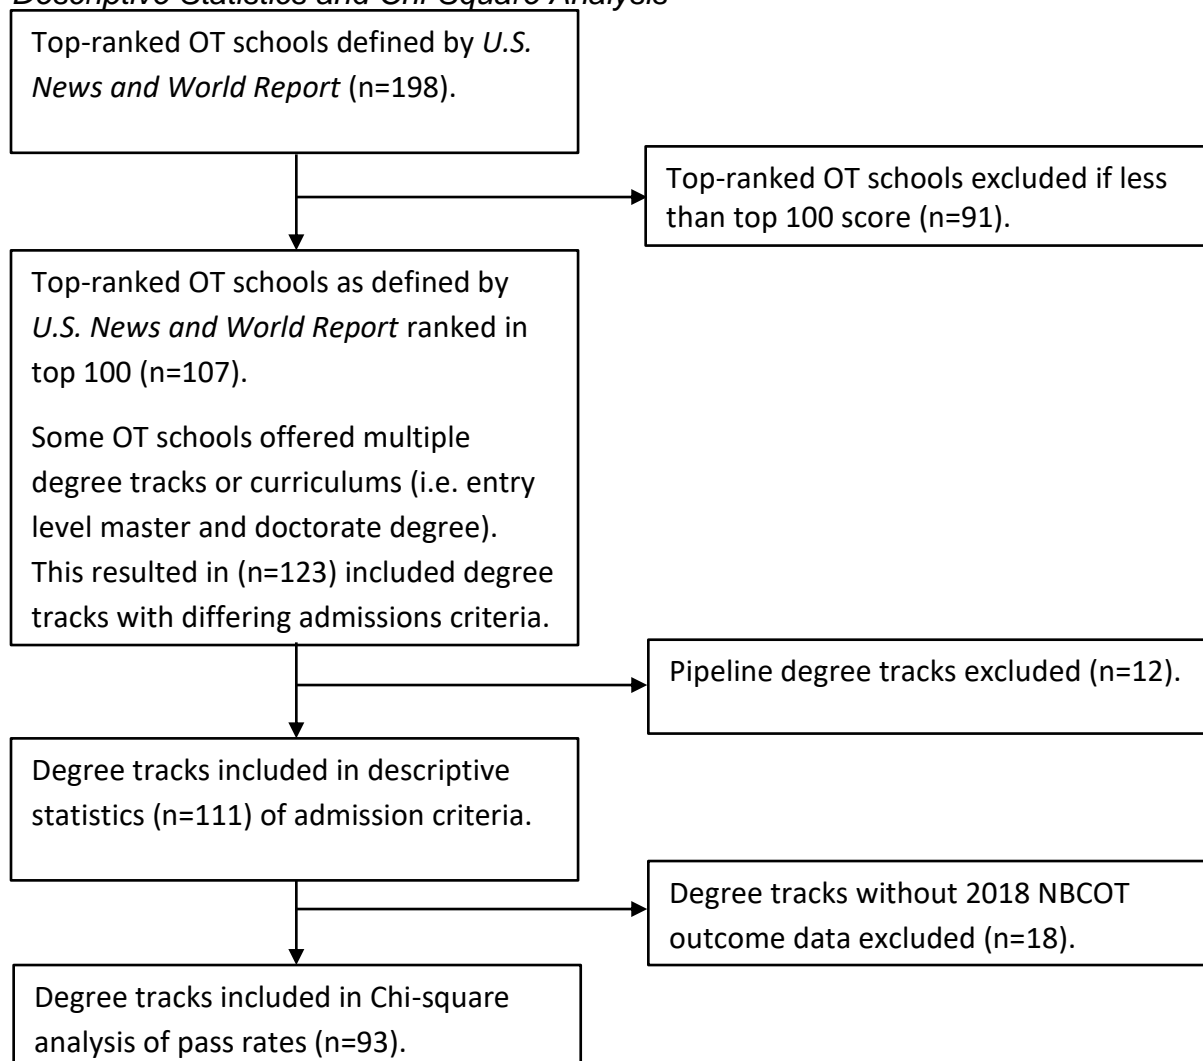 Descriptive Statistics and Chi-Square Analysis
Top-ranked OT schools defined by U.S.
News and World Report (n=198).
Top-ranked OT schools excluded if less
than top 100 score (n=91).
Top-ranked OT schools as defined by
U.S. News and World Report ranked in
top 100 (n=107).
Some OT schools offered multiple
degree tracks or curriculums (i.e. entry
level master and doctorate degree).
This resulted in (n=123) included degree
tracks with differing admissions criteria.
Pipeline degree tracks excluded (n=12).
Degree tracks included in descriptive
statistics (n=111) of admission criteria.
Degree tracks without 2018 NBCOT
outcome data excluded (n=18).
Degree tracks included in Chi-square
analysis of pass rates (n=93).